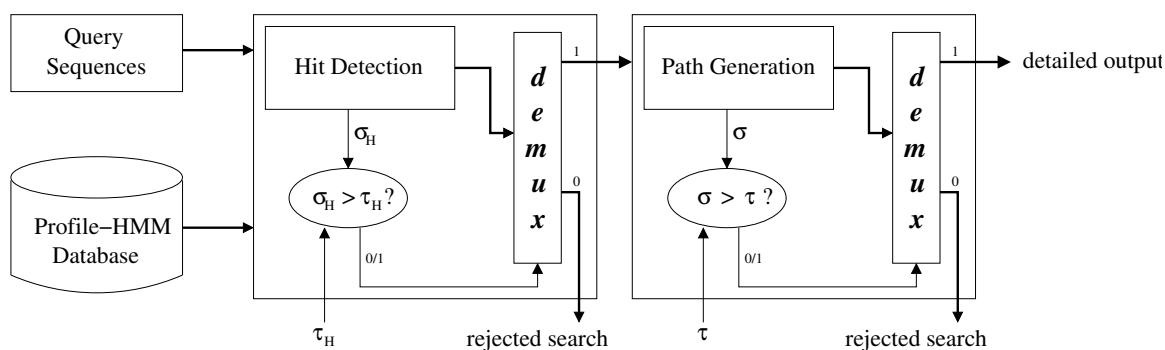 Query
Sequences
Profile−HMM
Database
Hit Detection
σH
σH > τH ?
0/1
τH
d
e
m
u
x
1
0
rejected search
Path Generation
σ
σ > τ ?
0/1
τ
d
e
m
u
x
1
0
rejected search
detailed output